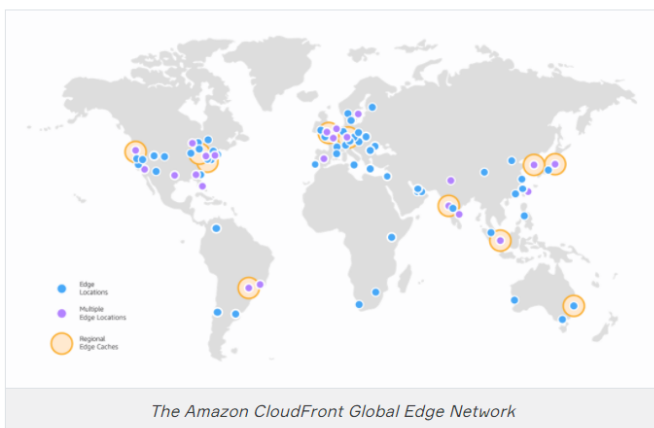 Edge
Locations
Multiple
Edge Locations
Regional
Edge Caches
The Amazon CloudFront Global Edge Network